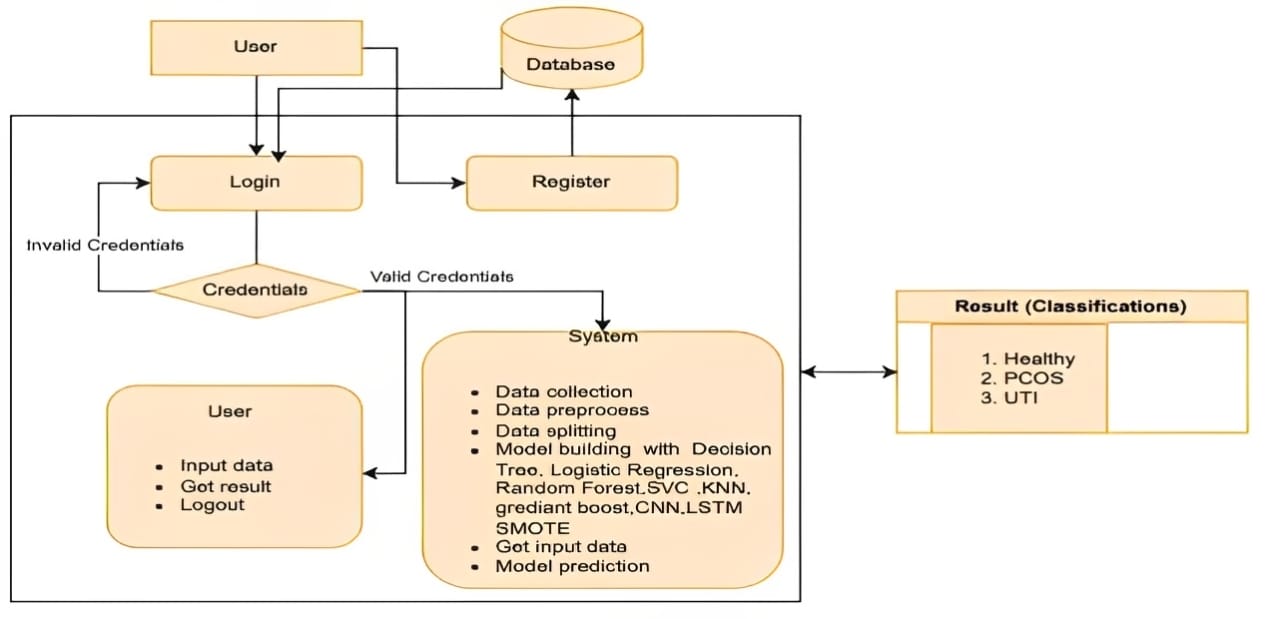 User
Database
Login
Register
Invalid Credentials
Credentials
Valid Credentials
System
Data collection
Data preprocess
Data splitting
Model building with Decision
Tree, Logistic Regression,
Random Forest,SVC ,KNN,
grediant boost,CNN,LSTM
SMOTE
Got input data
Model prediction
User
Input data
Got result
Logout
Result (Classifications)
1. Healthy
2. PCOS
3. UTI